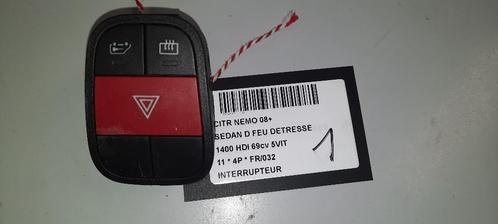 CITR NEMO 08+
SEDAN D FEU DETRESSE
1400 HDI 69cv 5VIT
11 * 4P * FR/032
INTERRUPTEUR
1